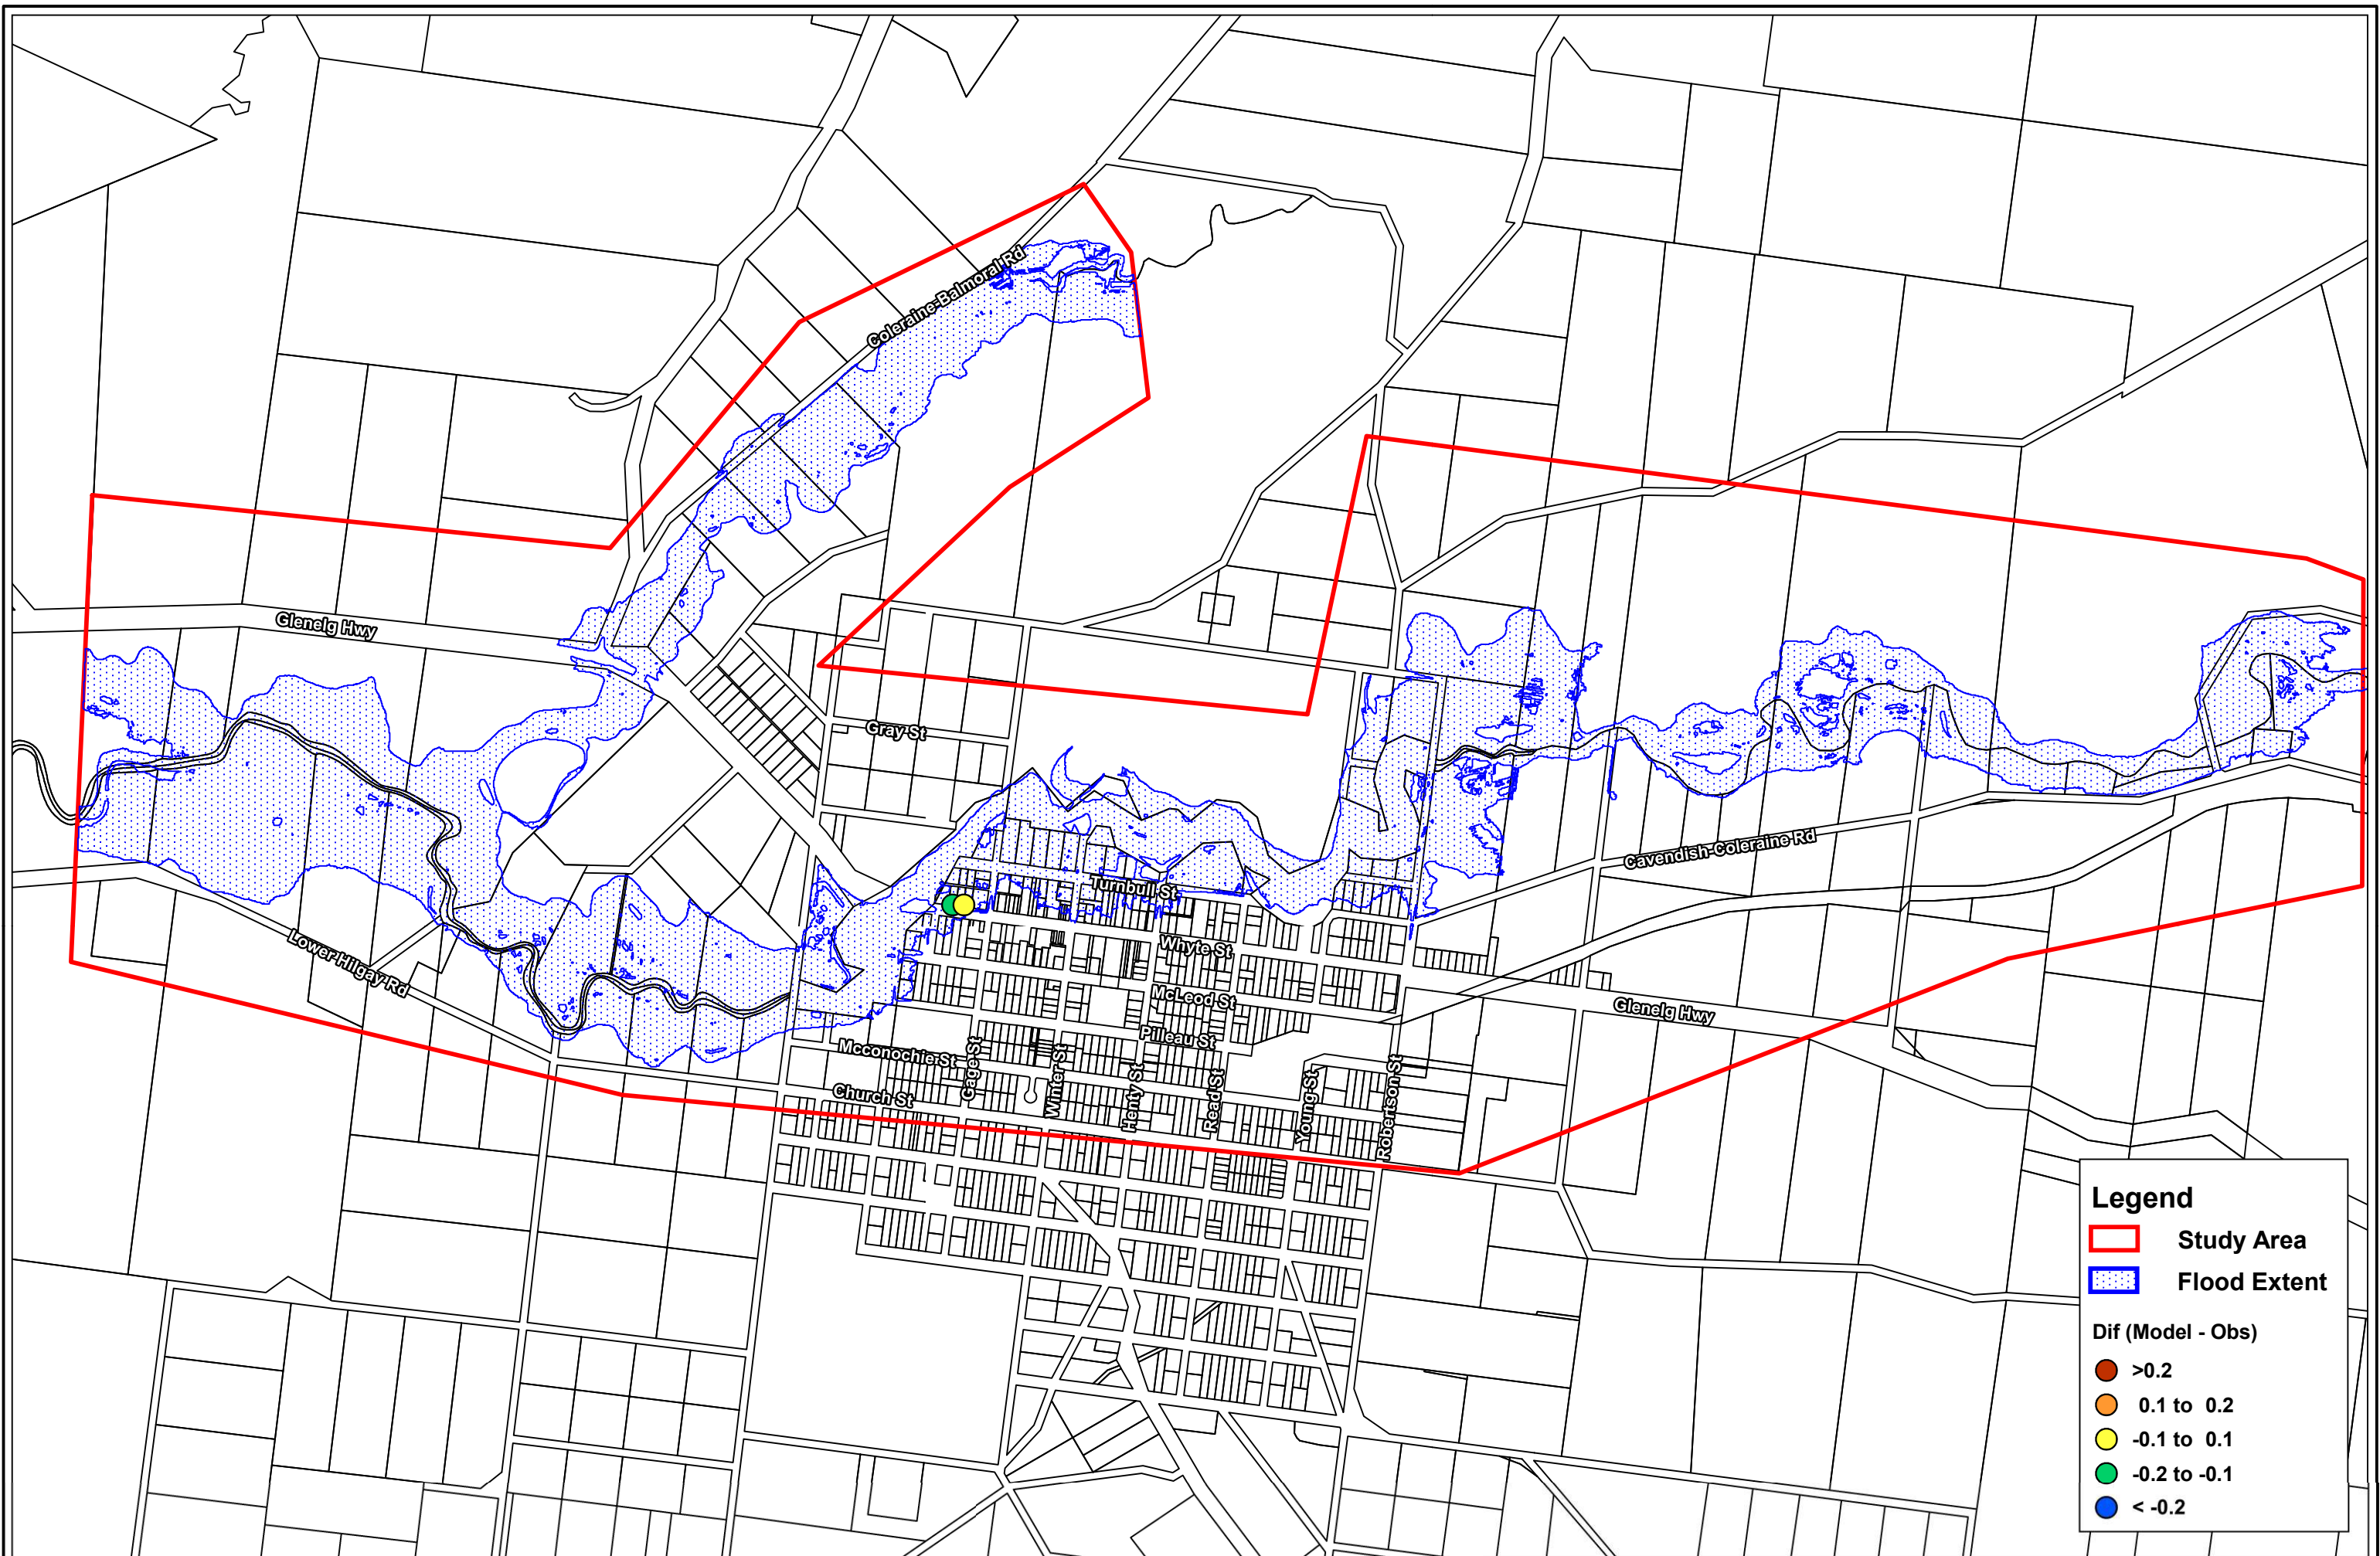 Coleraine-Balmoral Rd
Glenelg Hwy
Gray St
Cavendish-Coleraine Rd
Turnbull St
Whyte St
Lower Hilgay Rd
McLeod St
Glenelg Hwy
Pilleau St
Mcconochie St
Gage St
Winter St
Henty St
Read St
Young St
Robertson St
Church St
Legend
Study Area
Flood Extent
Dif (Model - Obs)
>0.2
0.1 to 0.2
-0.1 to 0.1
-0.2 to -0.1
< -0.2